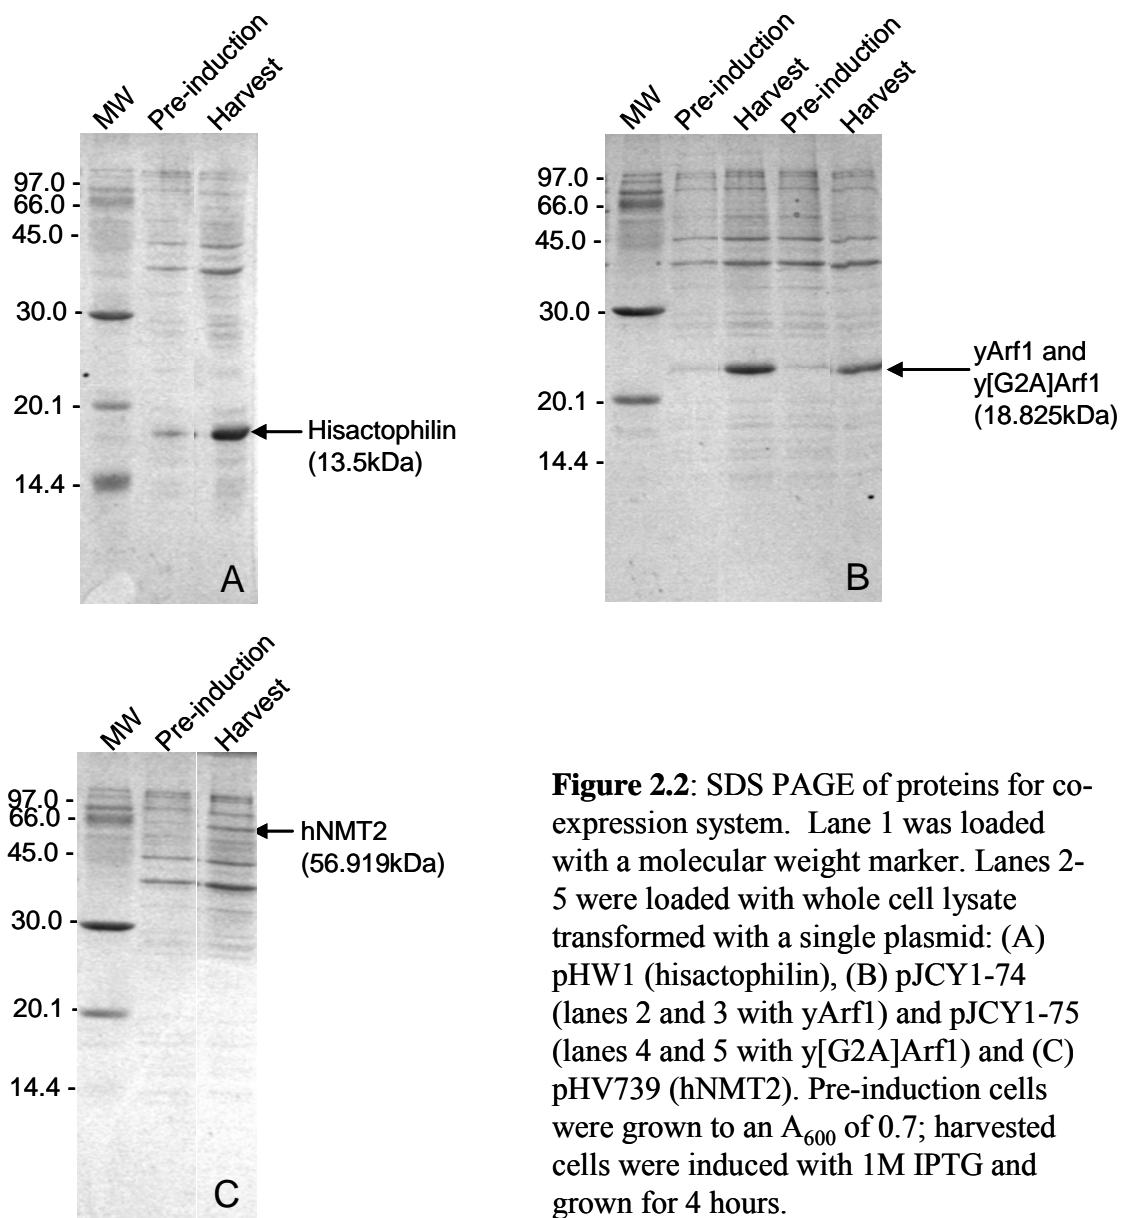 MW
Pre-induction
Harvest
97.0 -
66.0 -
45.0 -
30.0 -
20.1 -
14.4 -
Hisactophilin
(13.5kDa)
A
MW
Pre-induction
Harvest
Pre-induction
Harvest
97.0 -
66.0 -
45.0 -
30.0 -
20.1 -
14.4 -
yArf1 and
y[G2A]Arf1
(18.825kDa)
B
MW
Pre-induction
Harvest
97.0 -
66.0 -
45.0 -
30.0 -
20.1 -
14.4 -
hNMT2
(56.919kDa)
C
Figure 2.2: SDS PAGE of proteins for co-
expression system. Lane 1 was loaded
with a molecular weight marker. Lanes 2-
5 were loaded with whole cell lysate
transformed with a single plasmid: (A)
pHW1 (hisactophilin), (B) pJCY1-74
(lanes 2 and 3 with yArf1) and pJCY1-75
(lanes 4 and 5 with y[G2A]Arf1) and (C)
pHV739 (hNMT2). Pre-induction cells
were grown to an A600 of 0.7; harvested
cells were induced with 1M IPTG and
grown for 4 hours.